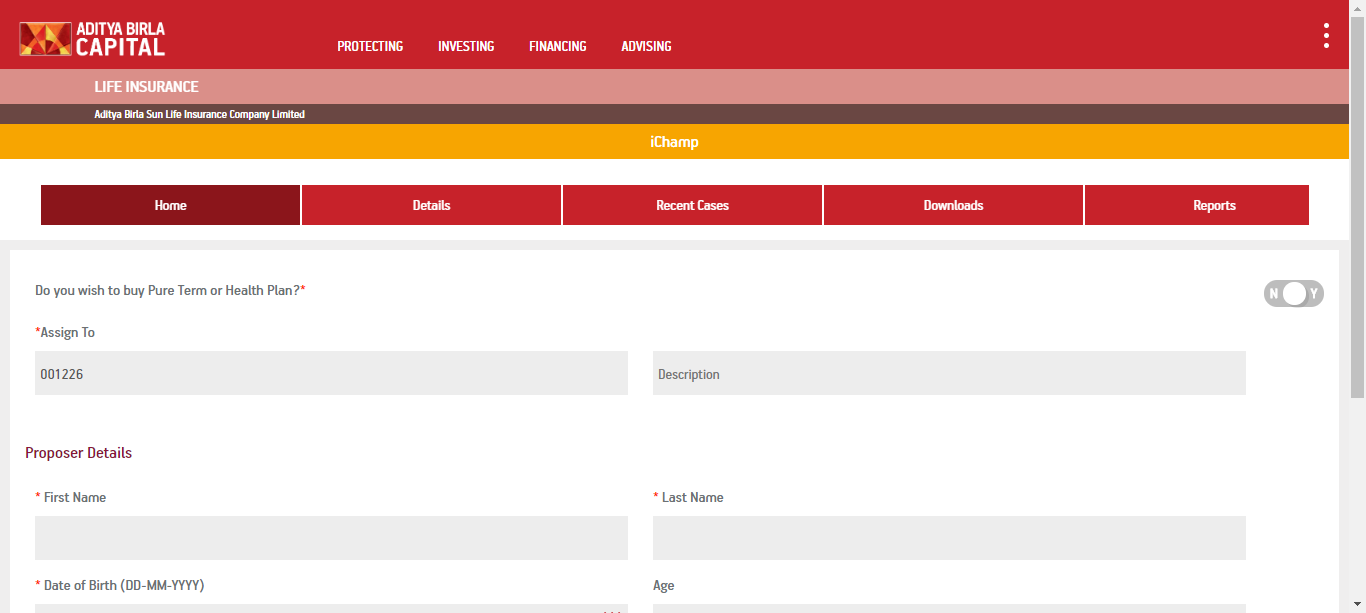 ADITYA BIRLA
CAPITAL
PROTECTING INVESTING FINANCING ADVISING
LIFE INSURANCE
Aditya Birla Sun Life Insurance Company Limited
iChamp
Home Details Recent Cases Downloads Reports
Do you wish to buy Pure Term or Health Plan?*
N Y
*Assign To
001226 Description
Proposer Details
* First Name * Last Name
* Date of Birth (DD-MM-YYYY) Age